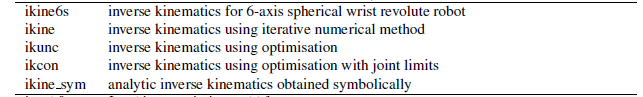 ikine6s inverse kinematics for 6-axis spherical wrist revolute robot
ikine inverse kinematics using iterative numerical method
ikunc inverse kinematics using optimisation
ikcon inverse kinematics using optimisation with joint limits
ikine_sym analytic inverse kinematics obtained symbolically